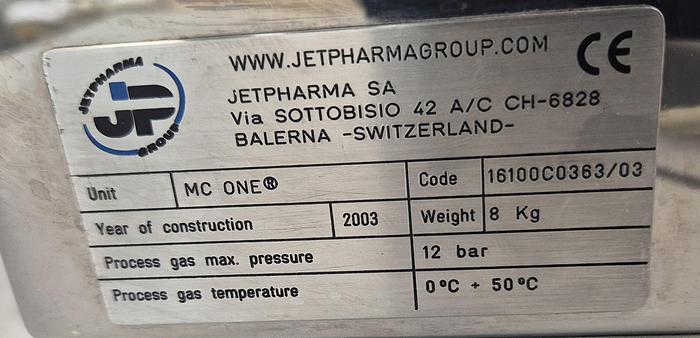 JETPHARMA
JP
GROUP
WWW.JETPHARMAGROUP.COM
CE
JETPHARMA SA
Via SOTTOBISIO 42 A/C CH-6828
BALERNA -SWITZERLAND-
Unit MC ONE® Code 16100C0363/03
Year of construction 2003 Weight 8 Kg
Process gas max. pressure 12 bar
Process gas temperature 0°C + 50°C